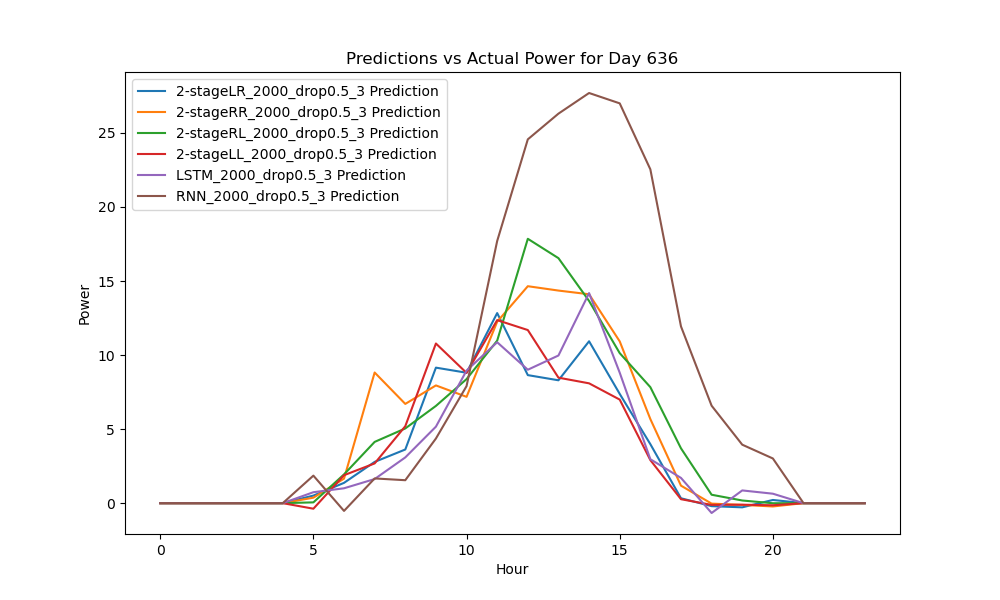 Predictions vs Actual Power for Day 636
2-stageLR_2000_drop0.5_3 Prediction
2-stageRR_2000_drop0.5_3 Prediction
2-stageRL_2000_drop0.5_3 Prediction
2-stageLL_2000_drop0.5_3 Prediction
LSTM_2000_drop0.5_3 Prediction
RNN_2000_drop0.5_3 Prediction
25
20
15
10
5
0
Power
0 5 10 15 20
Hour